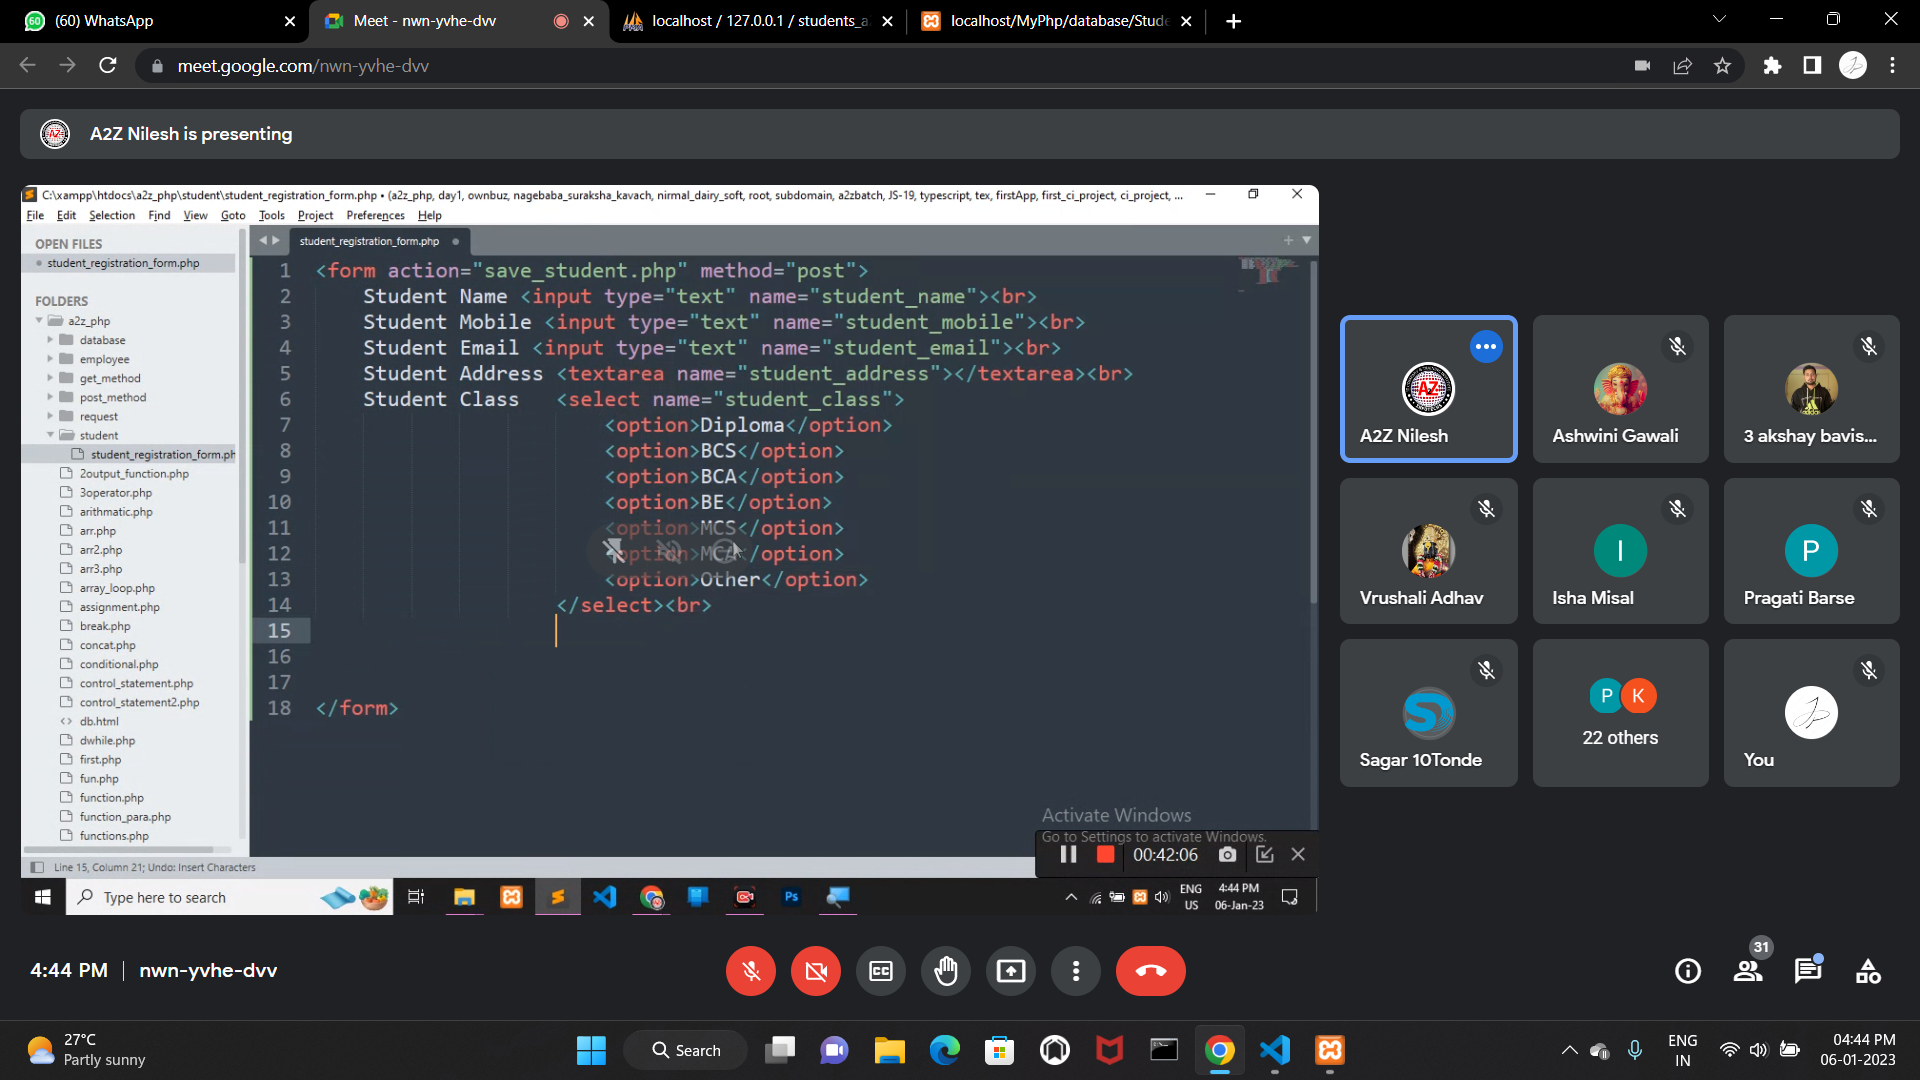 (60) WhatsApp
Meet - nwn-yvhe-dvv
localhost / 127.0.0.1 / students_a
localhost/MyPhp/database/Stude
meet.google.com/nwn-yvhe-dvv
A2Z Nilesh is presenting
C:\xampp\htdocs\a2z_php\student\student_registration_form.php • (a2z_php, day1, ownbuz, nagebaba_suraksha_kavach, nirmal_dairy_soft, root, subdomain, a2zbatch, JS-19, typescript, tex, firstApp, first_ci_project, ci_project, ...
File Edit Selection Find View Goto Tools Project Preferences Help
OPEN FILES
student_registration_form.php
FOLDERS
a2z_php
database
employee
get_method
post_method
request
student
student_registration_form.ph
2output_function.php
3operator.php
arithmatic.php
arr.php
arr2.php
arr3.php
array_loop.php
assignment.php
break.php
concat.php
conditional.php
control_statement.php
control_statement2.php
db.html
dwhile.php
first.php
fun.php
function.php
function_para.php
functions.php
student_registration_form.php
1 <form action="save_student.php" method="post">
2 Student Name <input type="text" name="student_name"><br>
3 Student Mobile <input type="text" name="student_mobile"><br>
4 Student Email <input type="text" name="student_email"><br>
5 Student Address <textarea name="student_address"></textarea><br>
6 Student Class <select name="student_class">
7 <option>Diploma</option>
8 <option>BCS</option>
9 <option>BCA</option>
10 <option>BE</option>
11 <option>MCS</option>
12 <option>MCA</option>
13 <option>Other</option>
14 </select><br>
15
16
17
18 </form>
Activate Windows
Go to Settings to activate Windows.
00:42:06
Line 15, Column 21; Undo: Insert Characters
Type here to search
Ps
ENG
US
4:44 PM
06-Jan-23
A2Z Nilesh
Ashwini Gawali
3 akshay bavis...
Vrushali Adhav
I
Isha Misal
P
Pragati Barse
Sagar 10Tonde
P K
22 others
You
4:44 PM | nwn-yvhe-dvv
31
27°C
Partly sunny
Search
ENG
IN
04:44 PM
06-01-2023